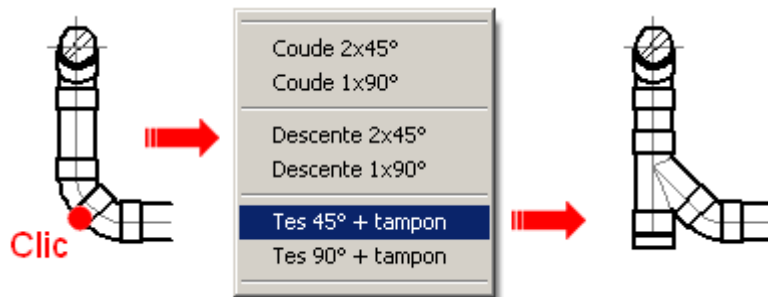 Coude 2x45°
Coude 1x90°
Descente 2x45°
Descente 1x90°
Tes 45° + tampon
Tes 90° + tampon
Clic